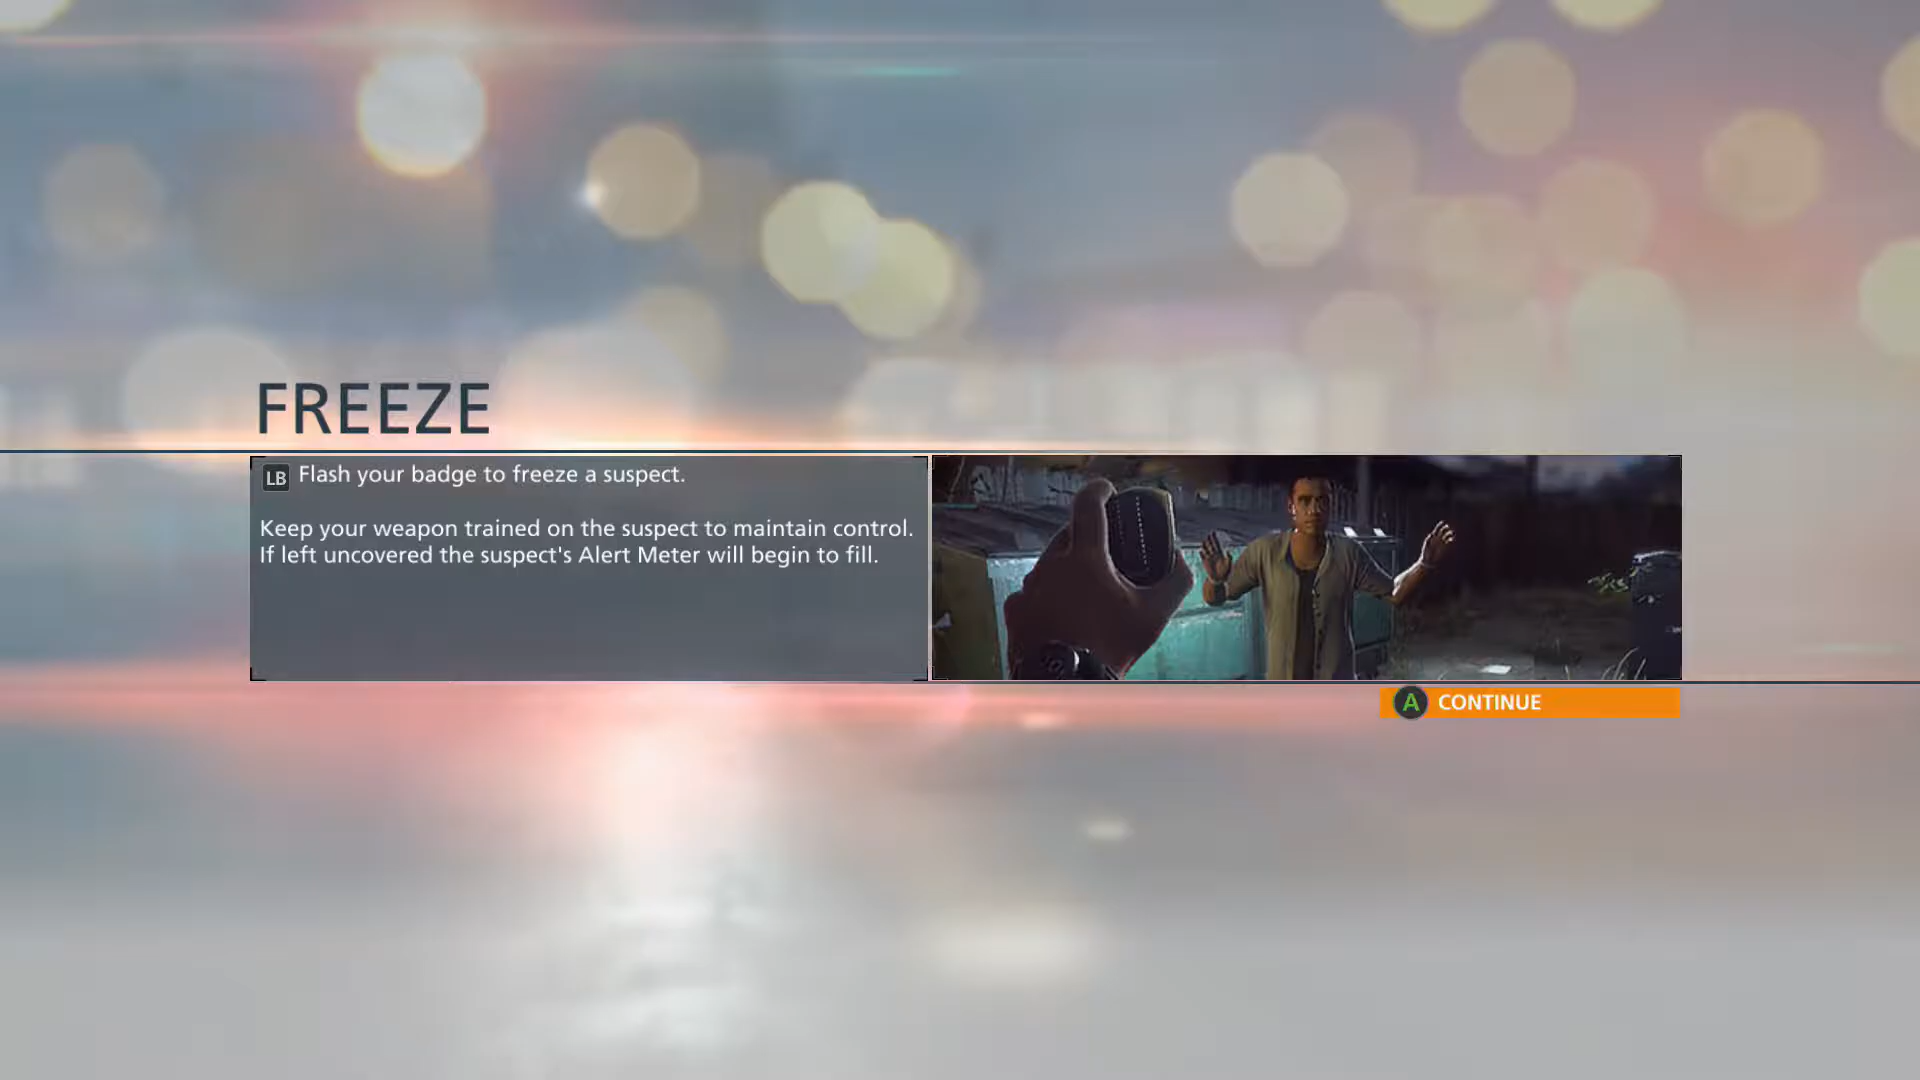 FREEZE
LB Flash your badge to freeze a suspect.
Keep your weapon trained on the suspect to maintain control.
If left uncovered the suspect's Alert Meter will begin to fill.
A CONTINUE